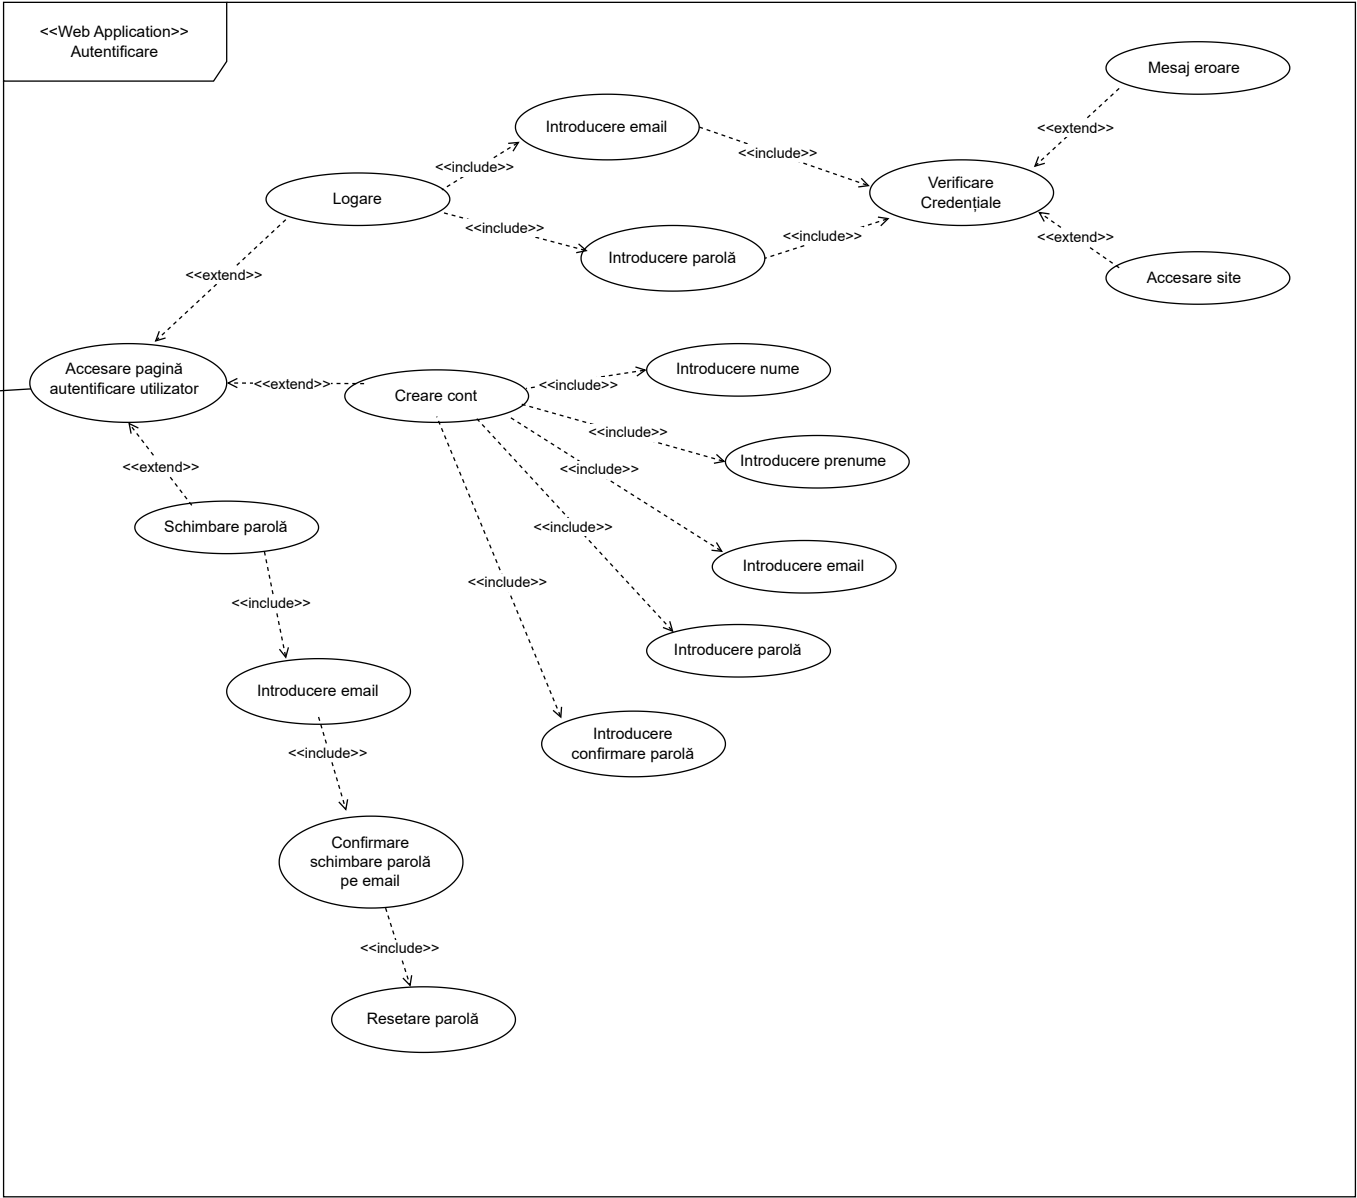 <<Web Application>>
Autentificare
Mesaj eroare
<<extend>>
Introducere email
<<include>>
<<include>>
Verificare
Credențiale
Logare
<<include>>
<<include>>
Introducere parolă
<<extend>>
Accesare site
<<extend>>
Accesare pagină
autentificare utilizator
<<extend>>
Creare cont
<<include>>
Introducere nume
<<include>>
Introducere prenume
<<extend>>
<<include>>
Schimbare parolă
<<include>>
Introducere email
<<include>>
<<include>>
Introducere parolă
Introducere email
Introducere
confirmare parolă
<<include>>
Confirmare
schimbare parolă
pe email
<<include>>
Resetare parolă